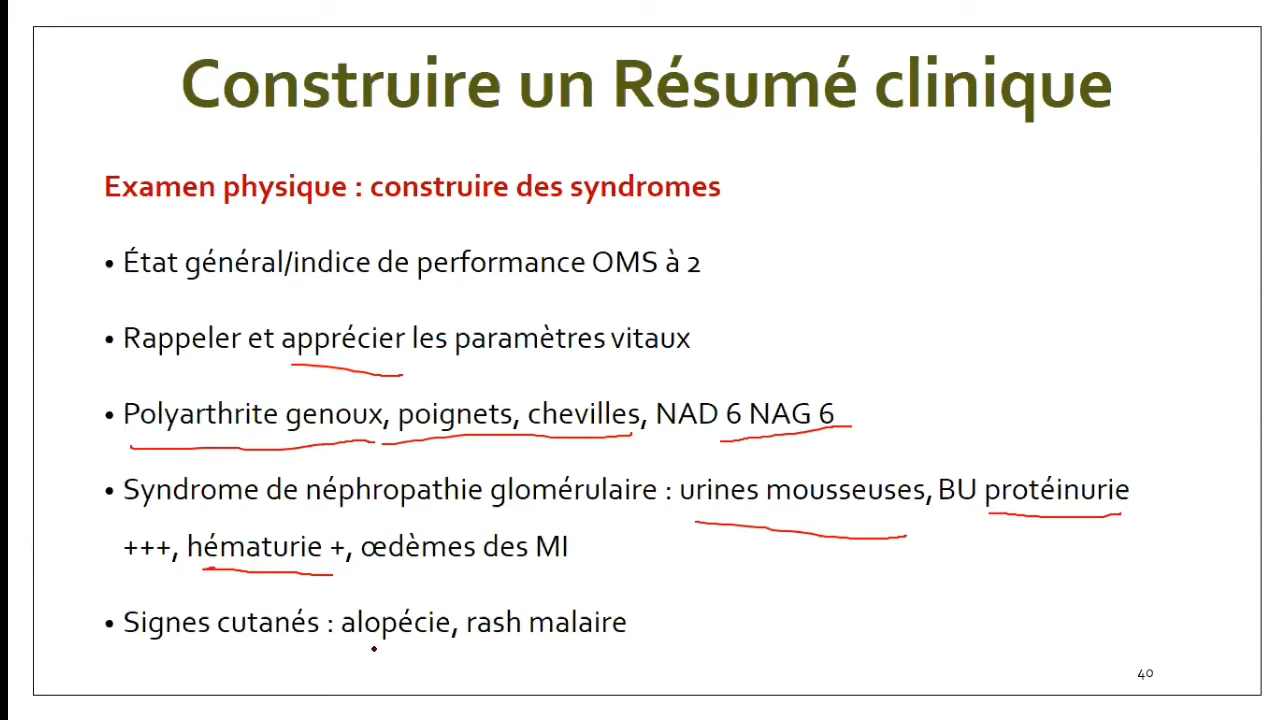 Construire un Résumé clinique
Examen physique : construire des syndromes
• État général/indice de performance OMS à 2
• Rappeler et apprécier les paramètres vitaux
• Polyarthrite genoux, poignets, chevilles, NAD 6 NAG 6
• Syndrome de néphropathie glomérulaire : urines mousseuses, BU protéinurie
+++, hématurie +, œdèmes des MI
• Signes cutanés : alopécie, rash malaire
40